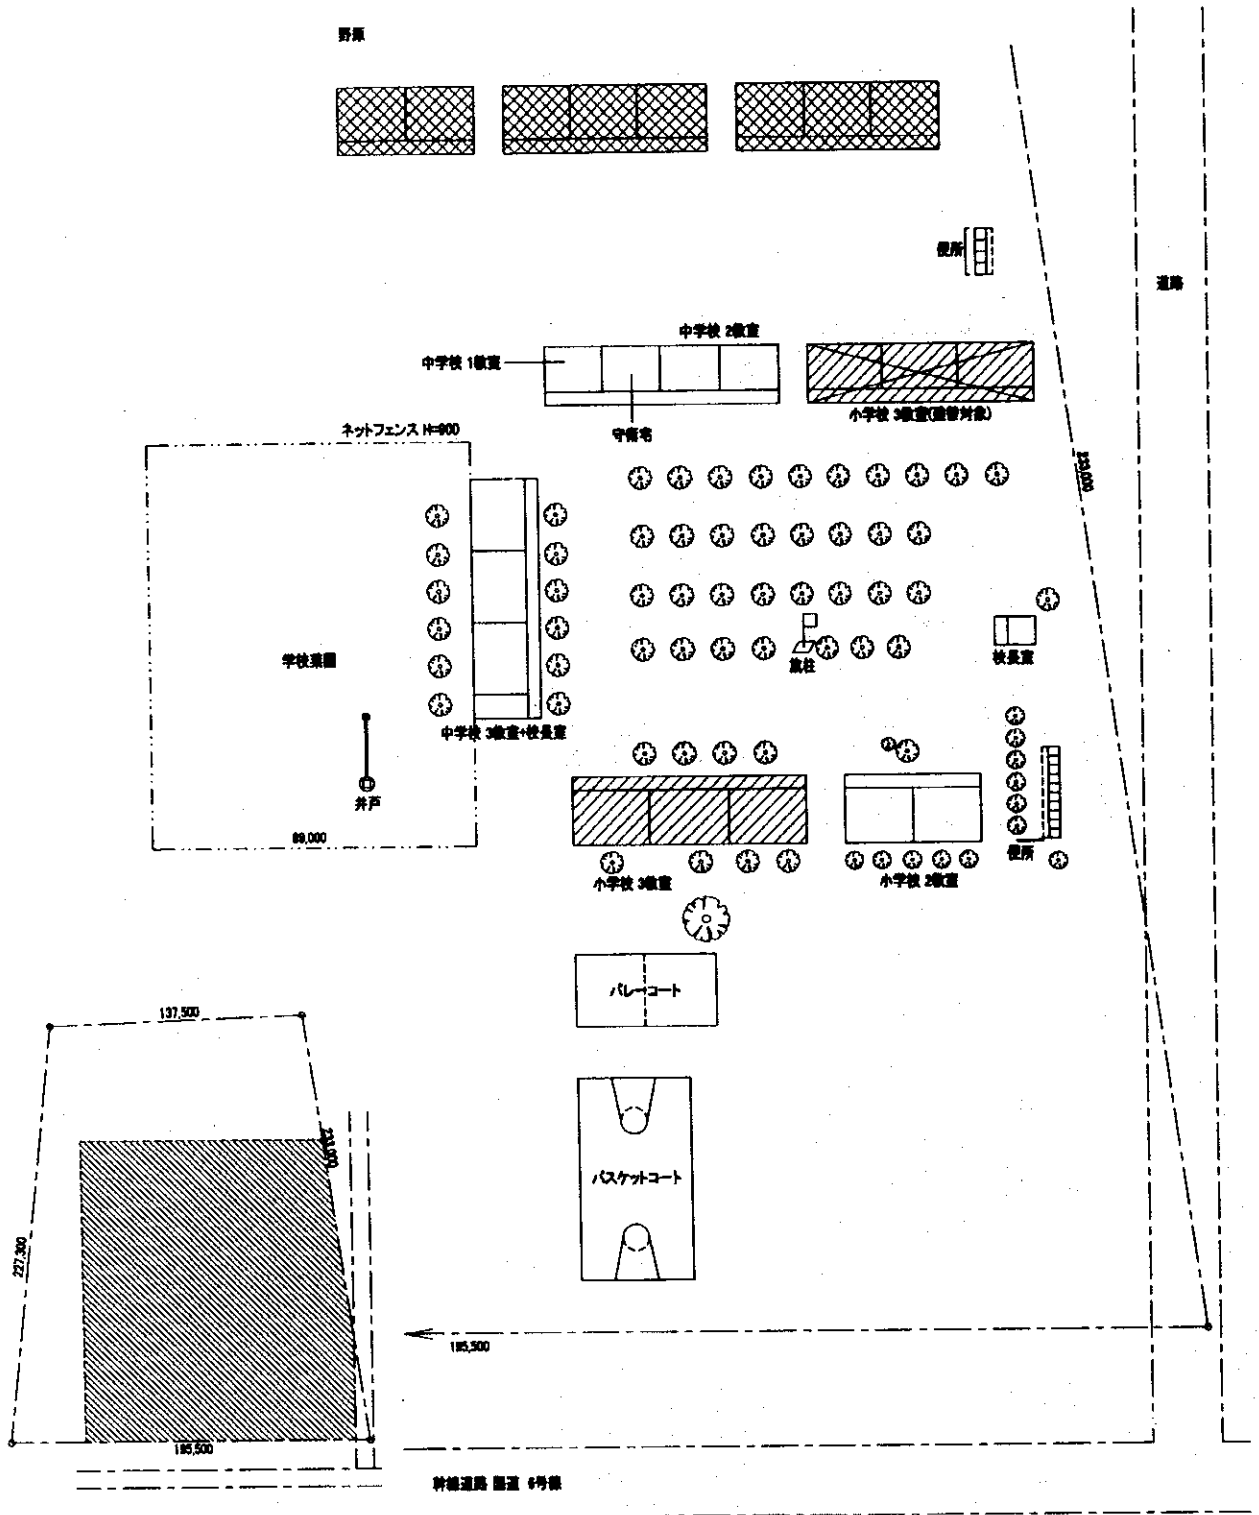 野原
便所
道路
中学校 2教室
中学校 1教室
小学校 3教室(建替対象)
守衛宅
ネットフェンス H=900
233,000
学校菜園
旗柱
校長室
中学校 3教室+校長室
井戸
89,000
便所
小学校 3教室
小学校 2教室
バレーコート
137,500
233,000
バスケットコート
227,300
195,500
195,500
幹線道路 国道 6号線